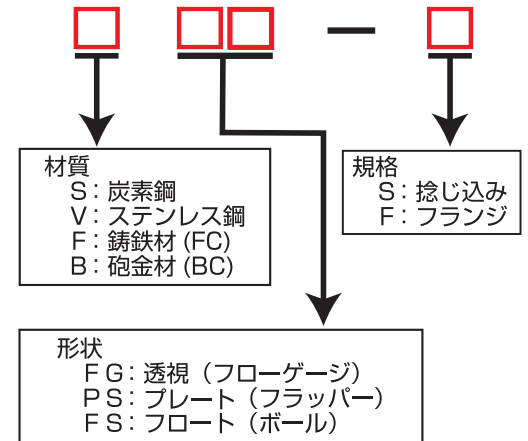 材質
S：炭素鋼
V：ステンレス鋼
F：鋳鉄材 (FC)
B：砲金材 (BC)
規格
S：捻じ込み
F：フランジ
形状
FG：透視（フローゲージ）
PS：プレート（フラッパー）
FS：フロート（ボール）